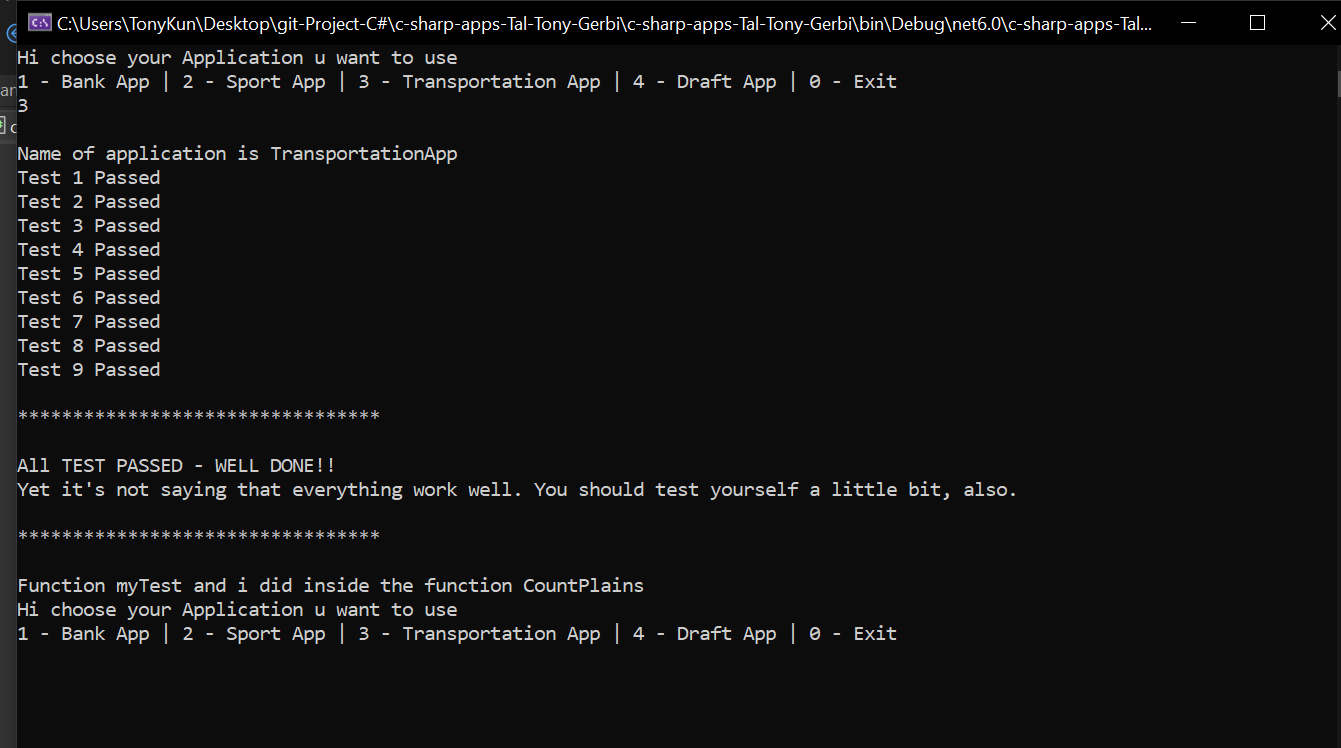 C:\Users\TonyKun\Desktop\git-Project-C#\c-sharp-apps-Tal-Tony-Gerbi\c-sharp-apps-Tal-Tony-Gerbi\bin\Debug\net6.0\c-sharp-apps-Tal...
Hi choose your Application u want to use
1 - Bank App | 2 - Sport App | 3 - Transportation App | 4 - Draft App | 0 - Exit
3
Name of application is TransportationApp
Test 1 Passed
Test 2 Passed
Test 3 Passed
Test 4 Passed
Test 5 Passed
Test 6 Passed
Test 7 Passed
Test 8 Passed
Test 9 Passed
*********************************
All TEST PASSED - WELL DONE!!
Yet it's not saying that everything work well. You should test yourself a little bit, also.
*********************************
Function myTest and i did inside the function CountPlains
Hi choose your Application u want to use
1 - Bank App | 2 - Sport App | 3 - Transportation App | 4 - Draft App | 0 - Exit